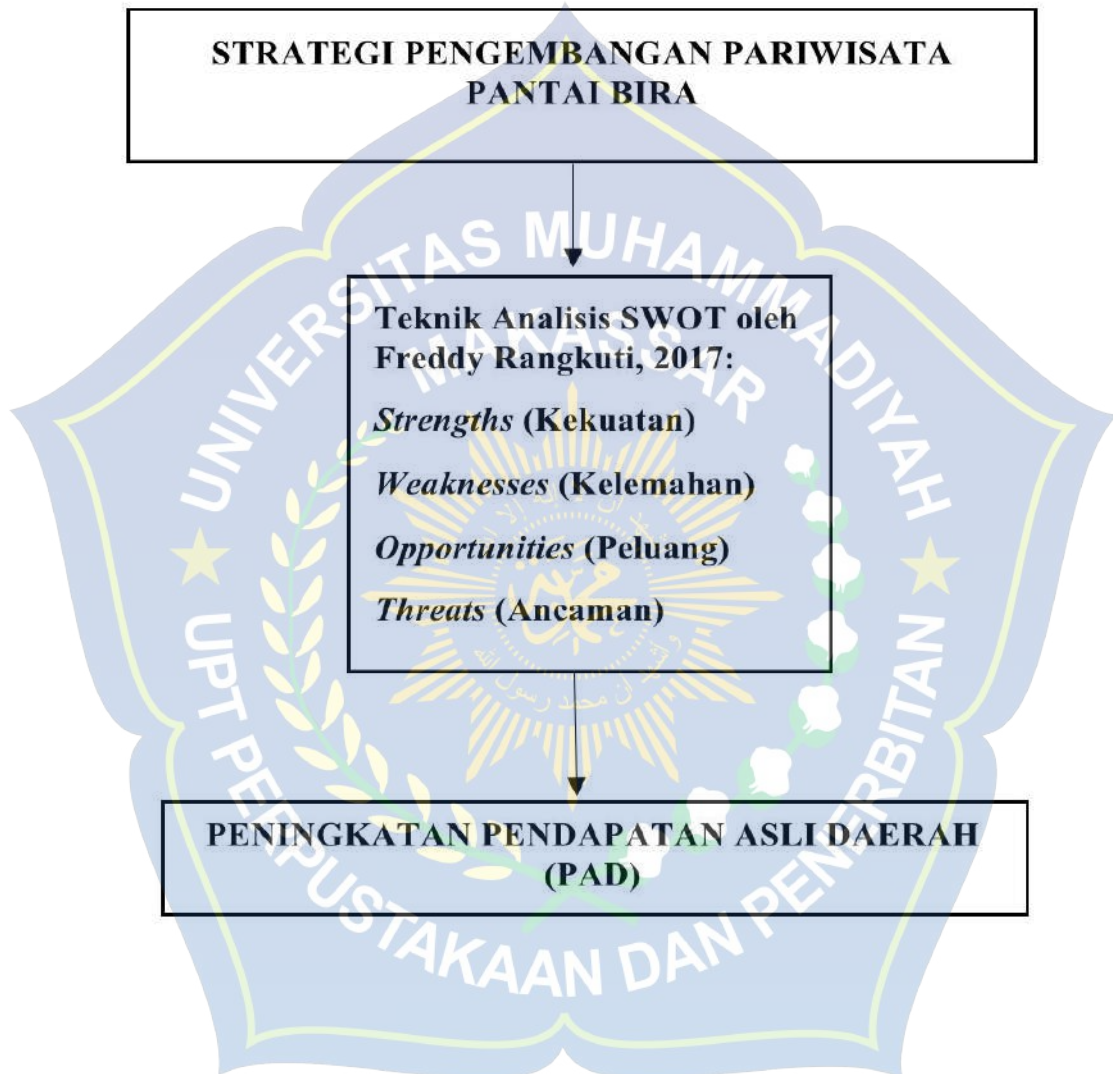 STRATEGI PENGEMBANGAN PARIWISATA
PANTAI BIRA
UNIVERSITAS MUHAMMADIYAH
MAKASSAR
Teknik Analisis SWOT oleh
Freddy Rangkuti, 2017:
Strengths (Kekuatan)
Weaknesses (Kelemahan)
Opportunities (Peluang)
Threats (Ancaman)
PENINGKATAN PENDAPATAN ASLI DAERAH
(PAD)
UPT PERPUSTAKAAN DAN PENERBITAN